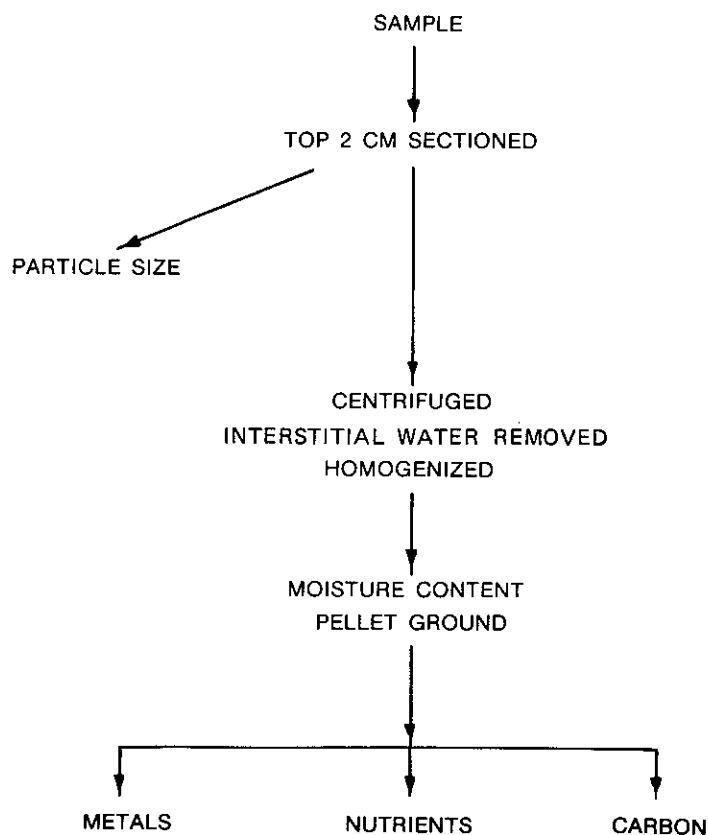 SAMPLE
TOP 2 CM SECTIONED
PARTICLE SIZE
CENTRIFUGED
INTERSTITIAL WATER REMOVED
HOMOGENIZED
MOISTURE CONTENT
PELLET GROUND
METALS
NUTRIENTS
CARBON